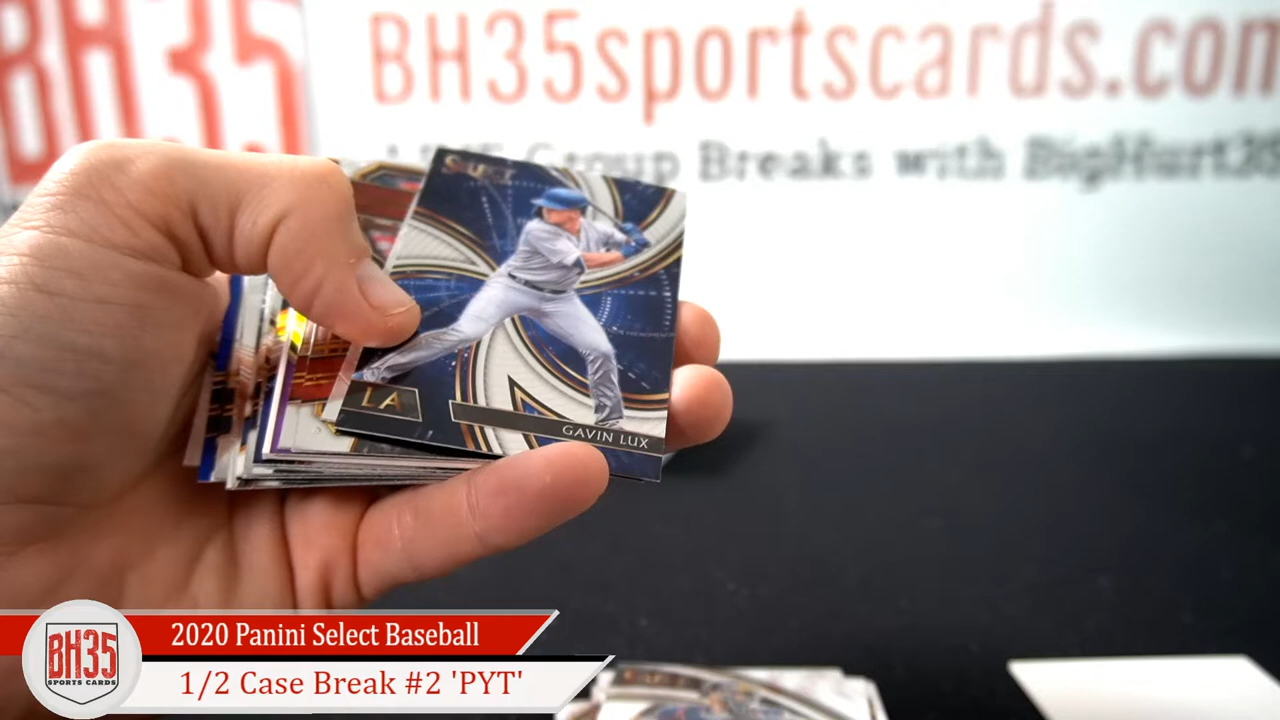 BH35
BH35sportscards.com
Group Breaks with BigHurt35
SELECT
LA
GAVIN LUX
BH35
SPORTS CARDS
2020 Panini Select Baseball
1/2 Case Break #2 'PYT'